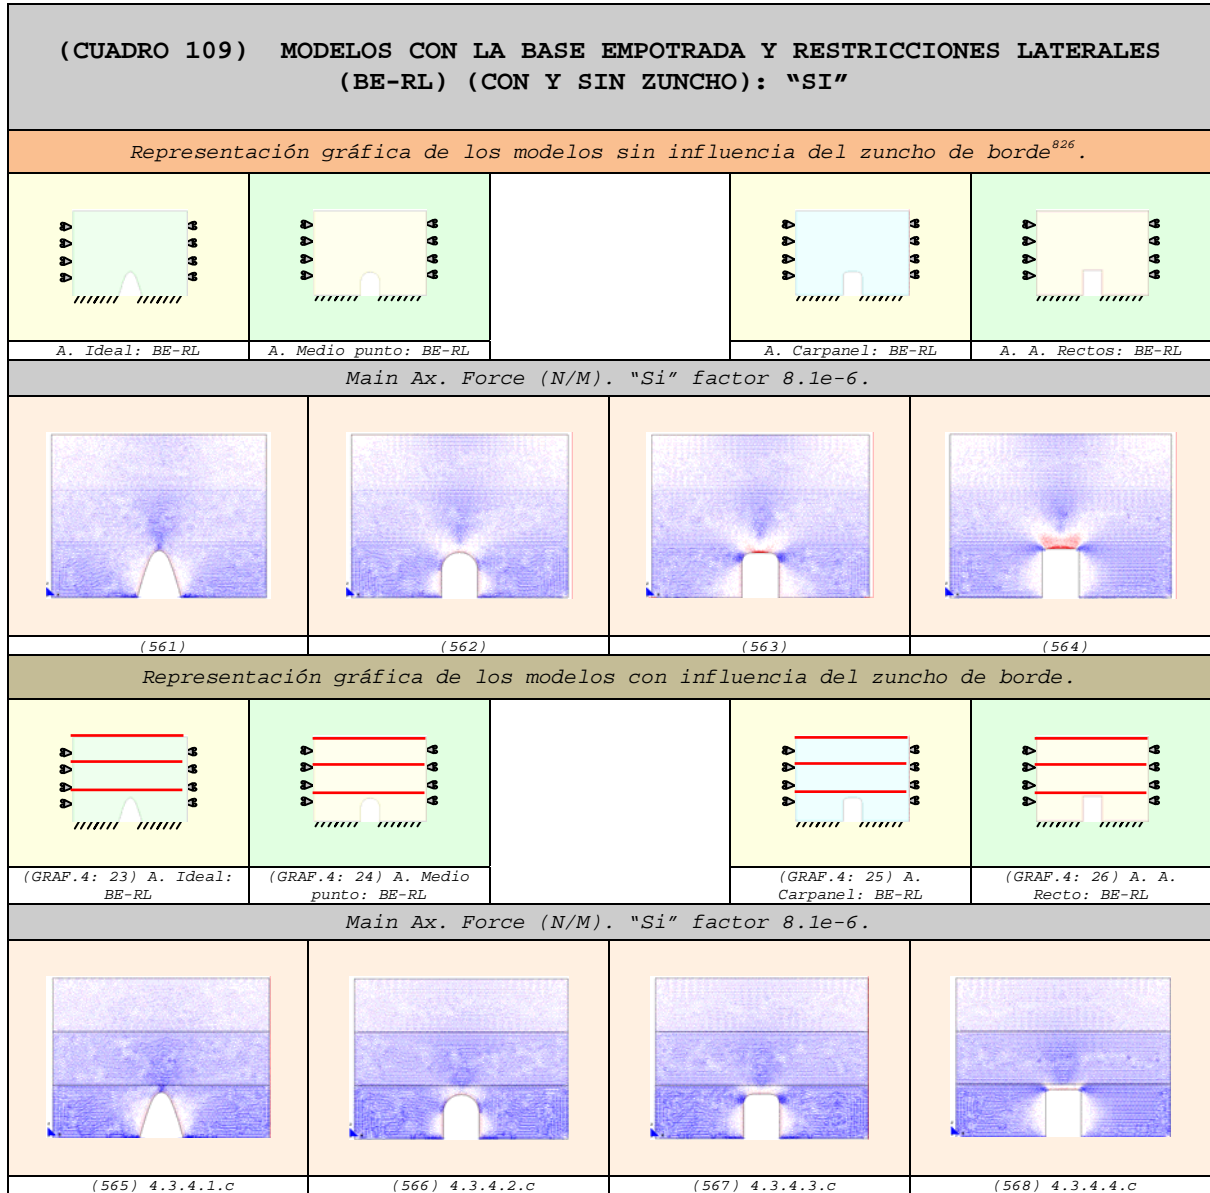 (CUADRO 109) MODELOS CON LA BASE EMPOTRADA Y RESTRICCIONES LATERALES
(BE-RL) (CON Y SIN ZUNCHO): “SI”
Representación gráfica de los modelos sin influencia del zuncho de borde826.
A. Ideal: BE-RL
A. Medio punto: BE-RL
A. Carpanel: BE-RL
A. A. Rectos: BE-RL
Main Ax. Force (N/M). “Si” factor 8.1e-6.
(561)
(562)
(563)
(564)
Representación gráfica de los modelos con influencia del zuncho de borde.
(GRAF.4: 23) A. Ideal:
BE-RL
(GRAF.4: 24) A. Medio
punto: BE-RL
(GRAF.4: 25) A.
Carpanel: BE-RL
(GRAF.4: 26) A. A.
Recto: BE-RL
Main Ax. Force (N/M). “Si” factor 8.1e-6.
(565) 4.3.4.1.c
(566) 4.3.4.2.c
(567) 4.3.4.3.c
(568) 4.3.4.4.c